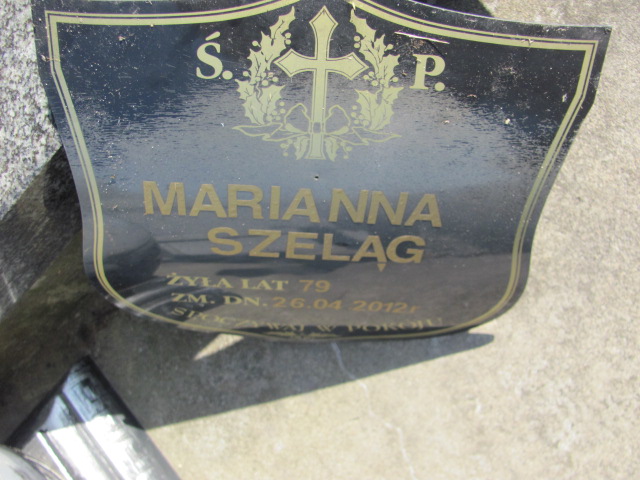 Ś. P.
MARIANNA
SZELĄG
ŻYŁA LAT 79
ZM. DN. 26.04 2012r
SPOCZYWAJ W POKOJU